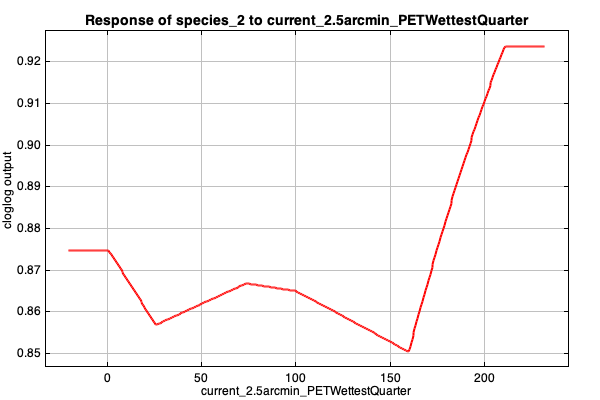 Response of species_2 to current_2.5arcmin_PETWettestQuarter
0.92
0.91
0.90
0.89
0.88
0.87
0.86
0.85
cloglog output
0 50 100 150 200
current_2.5arcmin_PETWettestQuarter